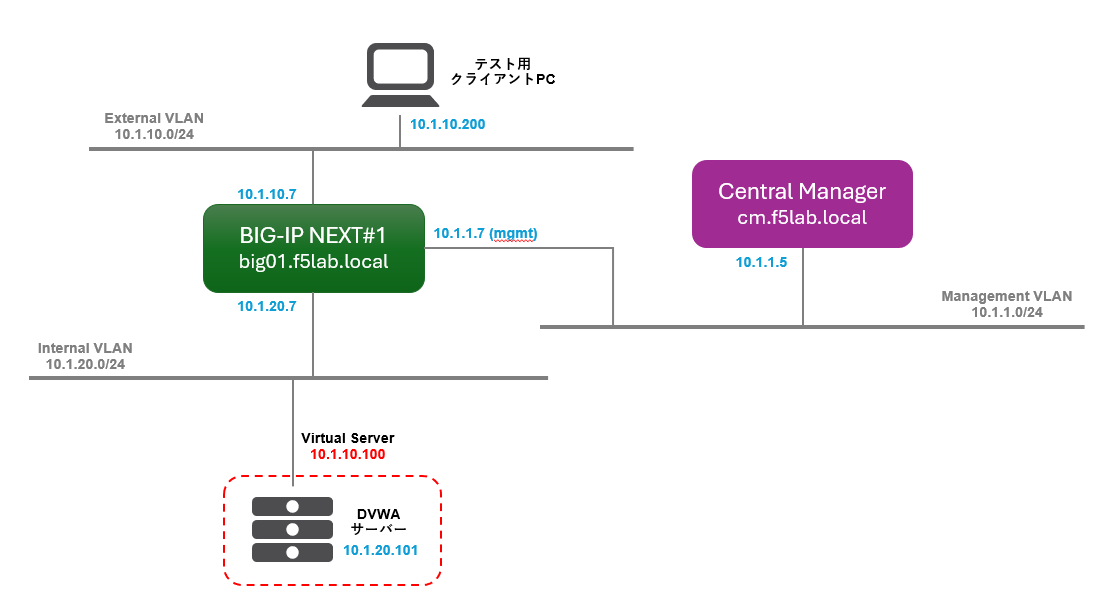 テスト用
クライアントPC
External VLAN
10.1.10.0/24
10.1.10.200
10.1.10.7
BIG-IP NEXT#1
big01.f5lab.local
10.1.1.7 (mgmt)
Central Manager
cm.f5lab.local
10.1.1.5
10.1.20.7
Management VLAN
10.1.1.0/24
Internal VLAN
10.1.20.0/24
Virtual Server
10.1.10.100
DVWA
サーバー
10.1.20.101